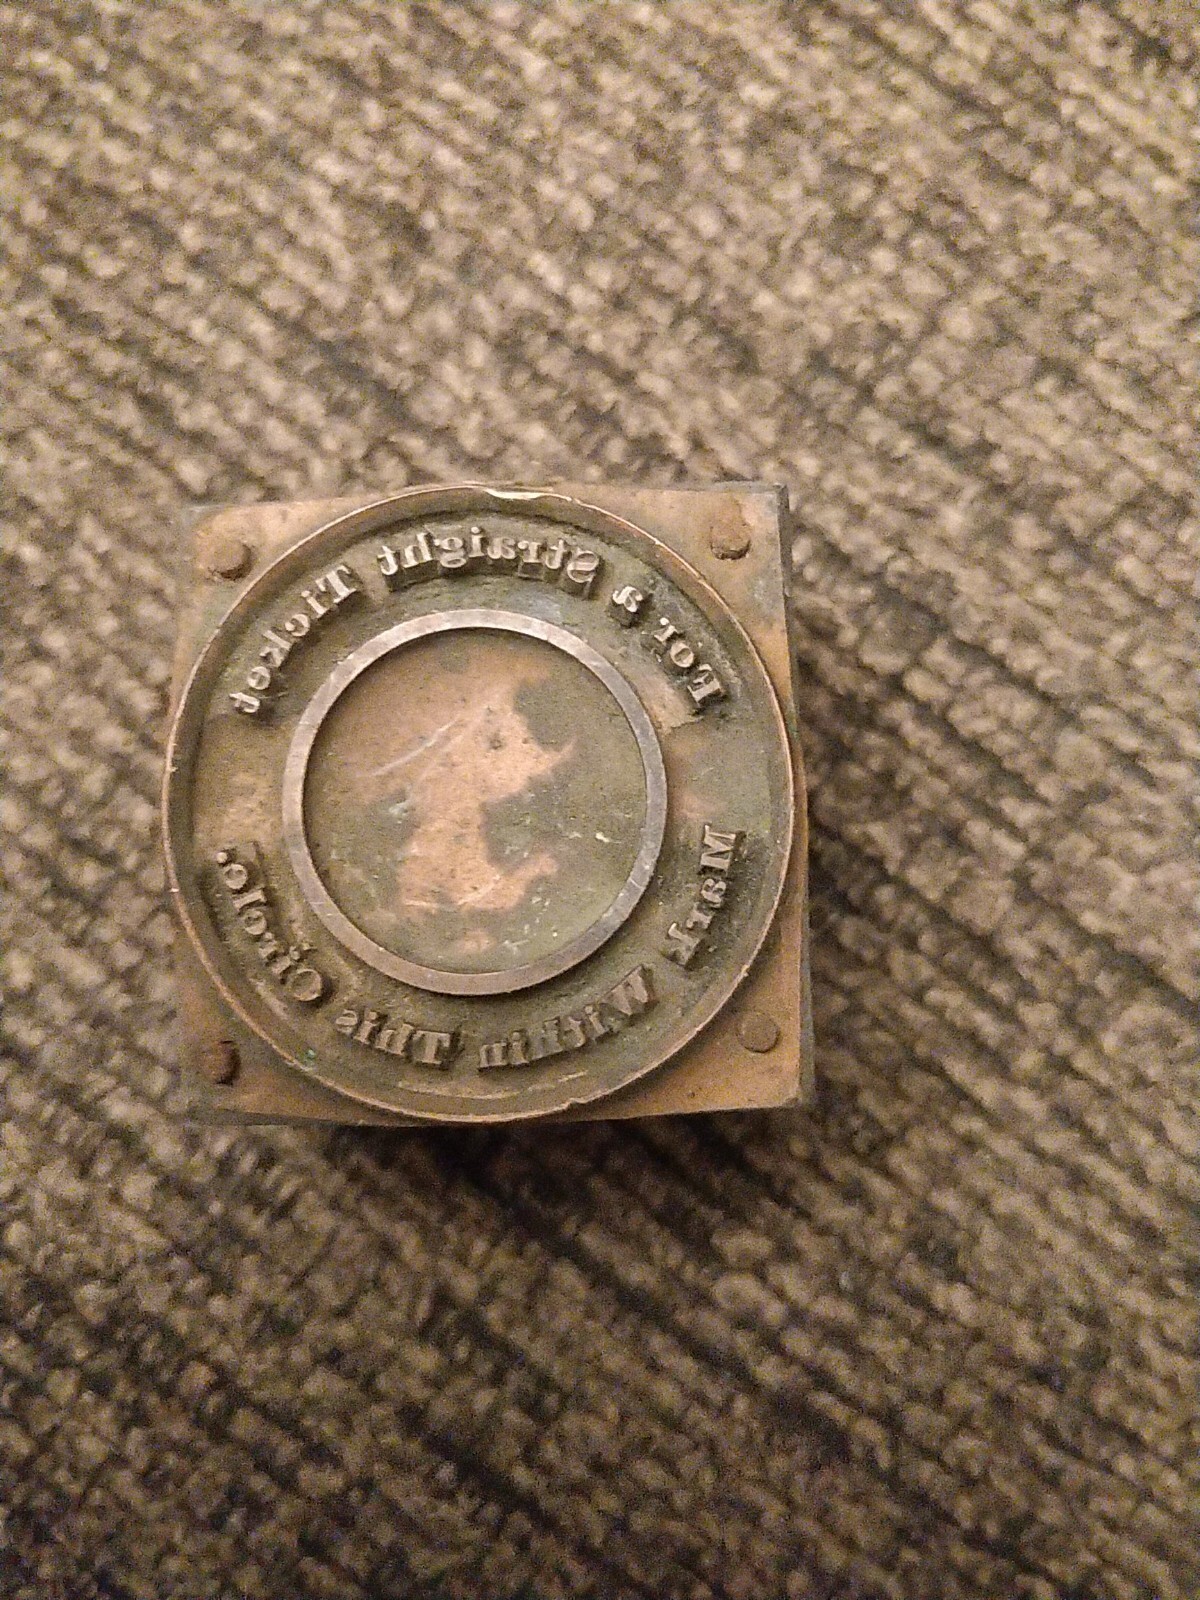 For a Straight Ticket
Mark Within This Circle.